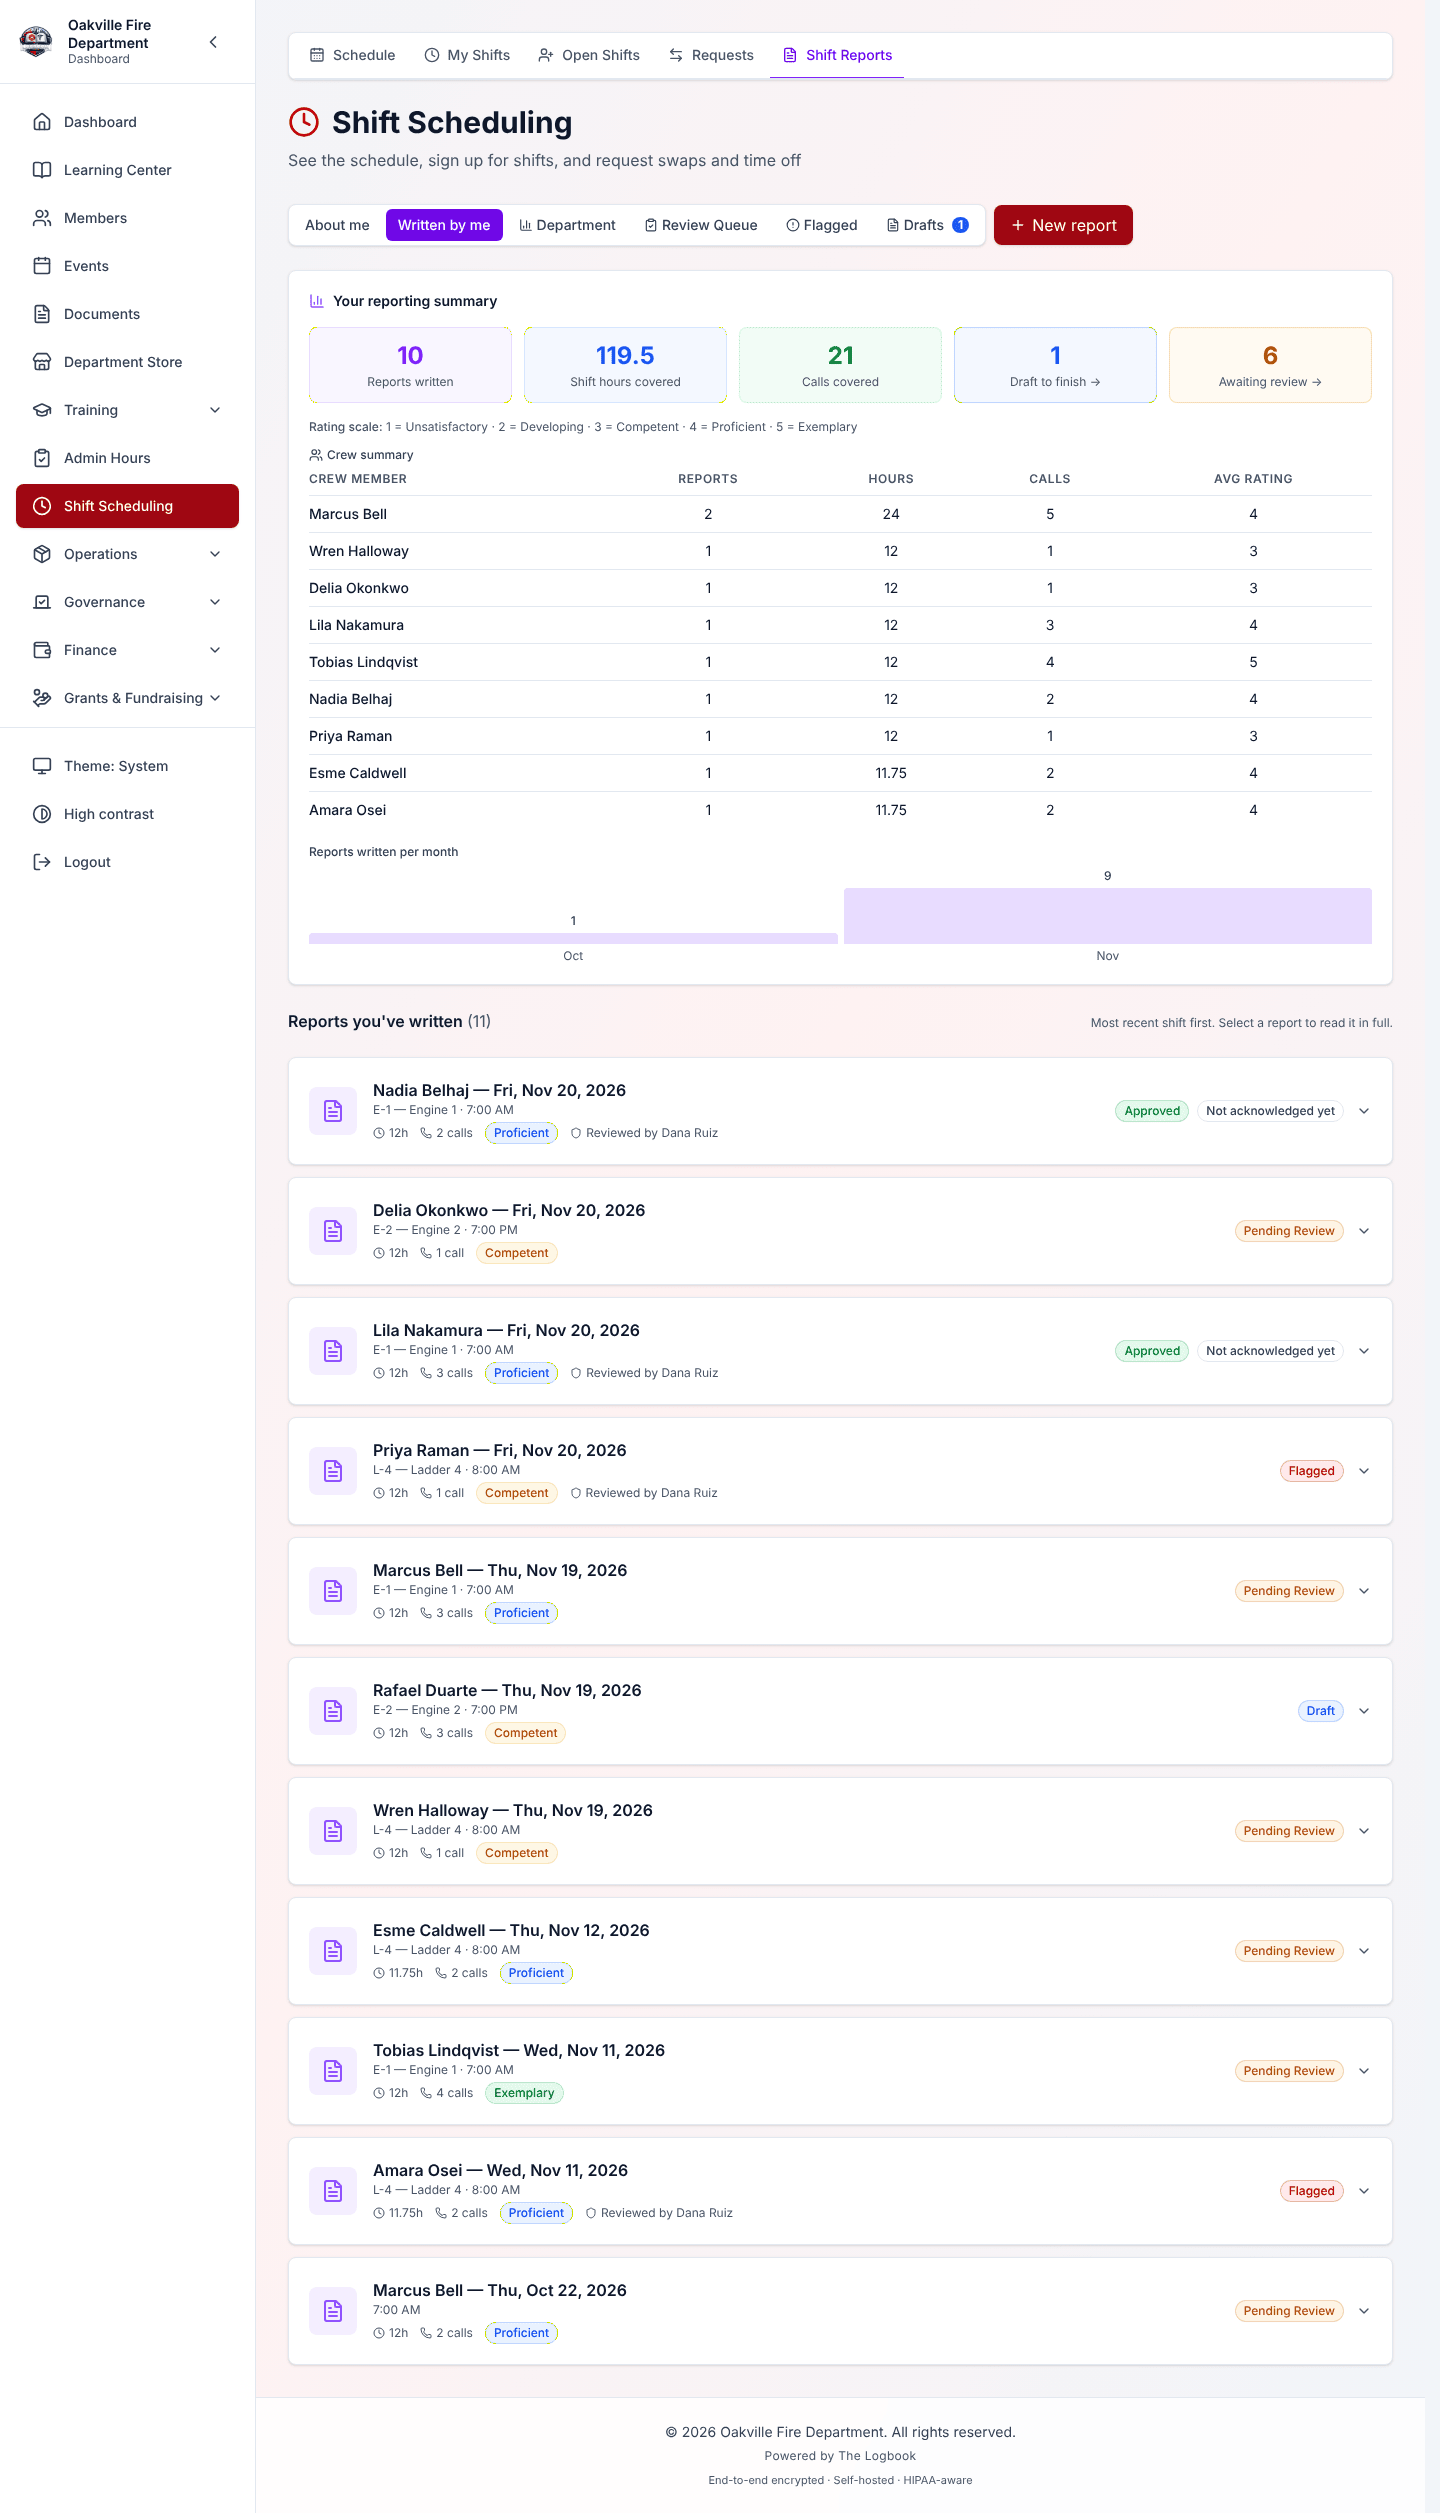 Oakville Fire
Department
Dashboard
Dashboard
Learning Center
Members
Events
Documents
Department Store
Training
Admin Hours
Shift Scheduling
Operations
Governance
Finance
Grants & Fundraising
Theme: System
High contrast
Logout
Schedule My Shifts Open Shifts Requests Shift Reports
Shift Scheduling
See the schedule, sign up for shifts, and request swaps and time off
About me Written by me Department Review Queue Flagged Drafts 1 + New report
Your reporting summary
10 119.5 21 1 6
Reports written Shift hours covered Calls covered Draft to finish → Awaiting review →
Rating scale: 1 = Unsatisfactory · 2 = Developing · 3 = Competent · 4 = Proficient · 5 = Exemplary
Crew summary
CREW MEMBER REPORTS HOURS CALLS AVG RATING
Marcus Bell 2 24 5 4
Wren Halloway 1 12 1 3
Delia Okonkwo 1 12 1 3
Lila Nakamura 1 12 3 4
Tobias Lindqvist 1 12 4 5
Nadia Belhaj 1 12 2 4
Priya Raman 1 12 1 3
Esme Caldwell 1 11.75 2 4
Amara Osei 1 11.75 2 4
Reports written per month
1 9
Oct Nov
Reports you've written (11) Most recent shift first. Select a report to read it in full.
Nadia Belhaj — Fri, Nov 20, 2026
E-1 — Engine 1 · 7:00 AM
12h 2 calls Proficient Reviewed by Dana Ruiz
Approved Not acknowledged yet
Delia Okonkwo — Fri, Nov 20, 2026
E-2 — Engine 2 · 7:00 PM
12h 1 call Competent
Pending Review
Lila Nakamura — Fri, Nov 20, 2026
E-1 — Engine 1 · 7:00 AM
12h 3 calls Proficient Reviewed by Dana Ruiz
Approved Not acknowledged yet
Priya Raman — Fri, Nov 20, 2026
L-4 — Ladder 4 · 8:00 AM
12h 1 call Competent Reviewed by Dana Ruiz
Flagged
Marcus Bell — Thu, Nov 19, 2026
E-1 — Engine 1 · 7:00 AM
12h 3 calls Proficient
Pending Review
Rafael Duarte — Thu, Nov 19, 2026
E-2 — Engine 2 · 7:00 PM
12h 3 calls Competent
Draft
Wren Halloway — Thu, Nov 19, 2026
L-4 — Ladder 4 · 8:00 AM
12h 1 call Competent
Pending Review
Esme Caldwell — Thu, Nov 12, 2026
L-4 — Ladder 4 · 8:00 AM
11.75h 2 calls Proficient
Pending Review
Tobias Lindqvist — Wed, Nov 11, 2026
E-1 — Engine 1 · 7:00 AM
12h 4 calls Exemplary
Pending Review
Amara Osei — Wed, Nov 11, 2026
L-4 — Ladder 4 · 8:00 AM
11.75h 2 calls Proficient Reviewed by Dana Ruiz
Flagged
Marcus Bell — Thu, Oct 22, 2026
7:00 AM
12h 2 calls Proficient
Pending Review
© 2026 Oakville Fire Department. All rights reserved.
Powered by The Logbook
End-to-end encrypted · Self-hosted · HIPAA-aware